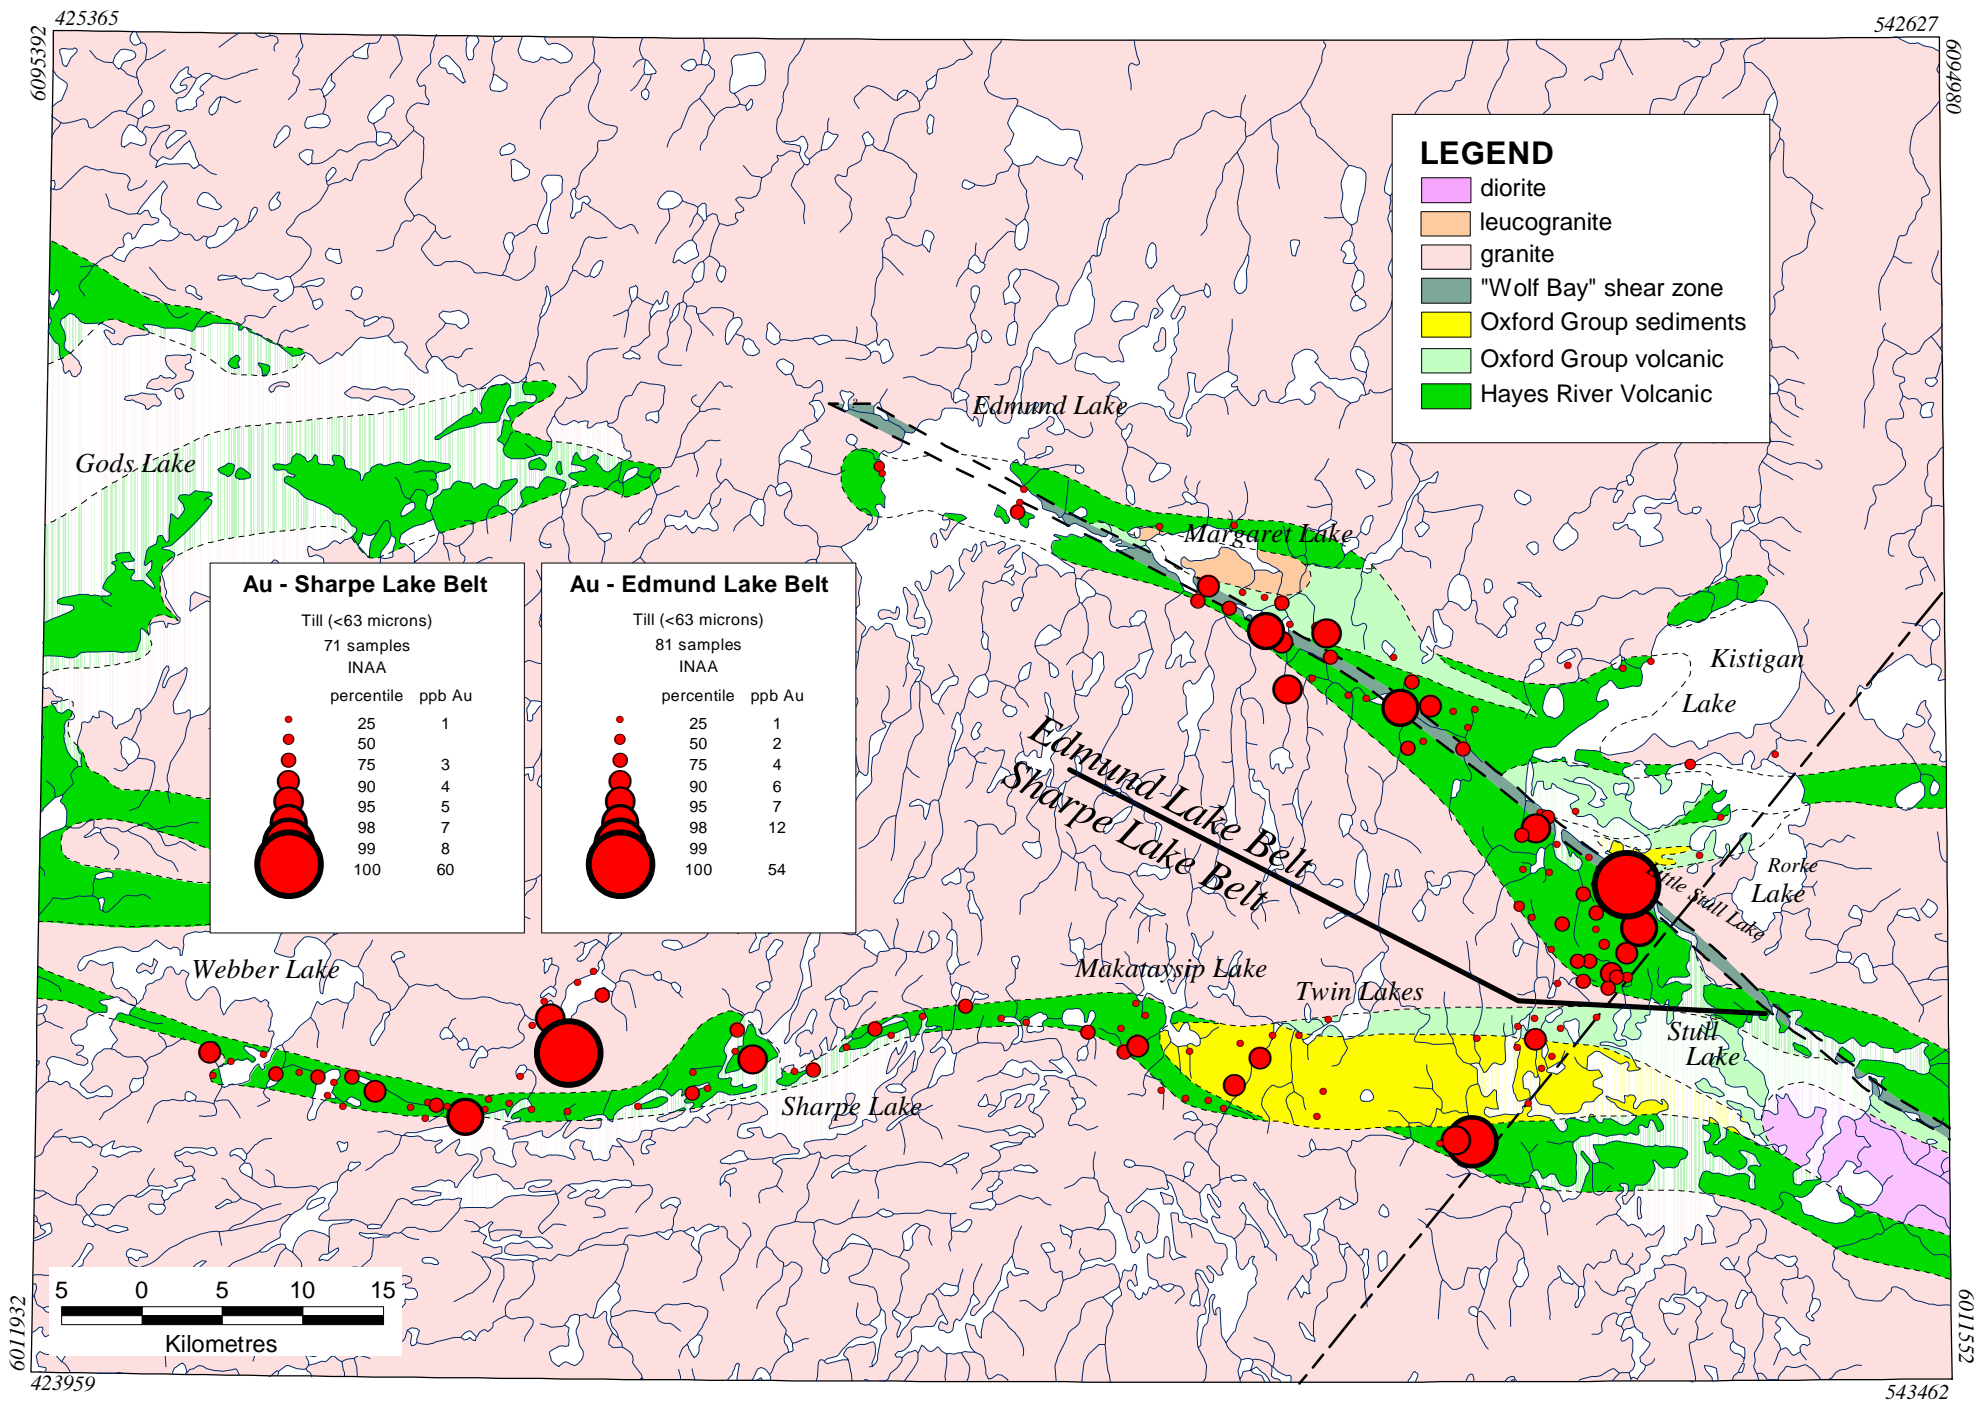 425365
542627
6095392
6094980
LEGEND
diorite
leucogranite
granite
"Wolf Bay" shear zone
Oxford Group sediments
Oxford Group volcanic
Hayes River Volcanic
Edmund Lake
Gods Lake
Margaret Lake
Au - Sharpe Lake Belt
Till (<63 microns)
71 samples
INAA
percentile ppb Au
25 1
50
75 3
90 4
95 5
98 7
99 8
100 60
Au - Edmund Lake Belt
Till (<63 microns)
81 samples
INAA
percentile ppb Au
25 1
50 2
75 4
90 6
95 7
98 12
99
100 54
Kistigan
Lake
Edmund Lake Belt
Sharpe Lake Belt
Rorke
Lake
Little Stull Lake
Webber Lake
Makataysip Lake
Twin Lakes
Stull
Lake
Sharpe Lake
5 0 5 10 15
Kilometres
6011932
6011552
423959
543462